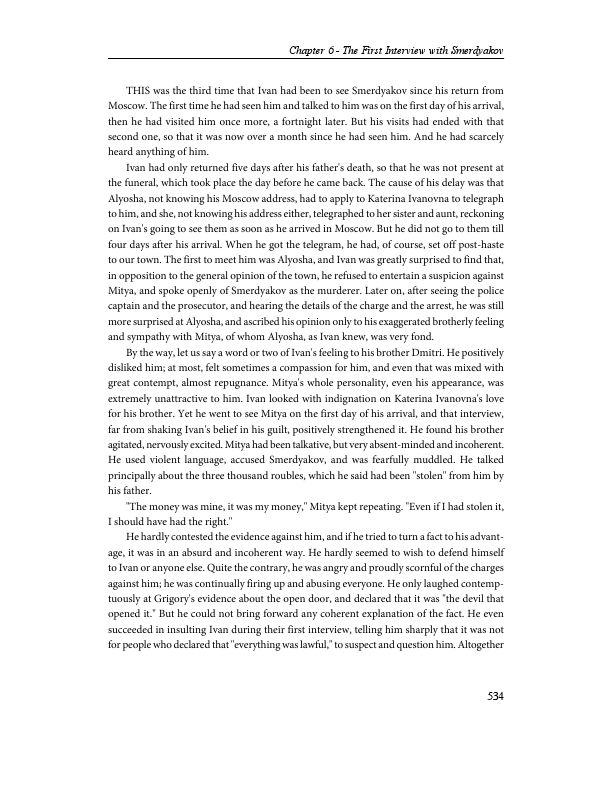 Chapter 6 - The First Interview with Smerdyakov
THIS was the third time that Ivan had been to see Smerdyakov since his return from
Moscow. The first time he had seen him and talked to him was on the first day of his arrival,
then he had visited him once more, a fortnight later. But his visits had ended with that
second one, so that it was now over a month since he had seen him. And he had scarcely
heard anything of him.
Ivan had only returned five days after his father's death, so that he was not present at
the funeral, which took place the day before he came back. The cause of his delay was that
Alyosha, not knowing his Moscow address, had to apply to Katerina Ivanovna to telegraph
to him, and she, not knowing his address either, telegraphed to her sister and aunt, reckoning
on Ivan's going to see them as soon as he arrived in Moscow. But he did not go to them till
four days after his arrival. When he got the telegram, he had, of course, set off post-haste
to our town. The first to meet him was Alyosha, and Ivan was greatly surprised to find that,
in opposition to the general opinion of the town, he refused to entertain a suspicion against
Mitya, and spoke openly of Smerdyakov as the murderer. Later on, after seeing the police
captain and the prosecutor, and hearing the details of the charge and the arrest, he was still
more surprised at Alyosha, and ascribed his opinion only to his exaggerated brotherly feeling
and sympathy with Mitya, of whom Alyosha, as Ivan knew, was very fond.
By the way, let us say a word or two of Ivan's feeling to his brother Dmitri. He positively
disliked him; at most, felt sometimes a compassion for him, and even that was mixed with
great contempt, almost repugnance. Mitya's whole personality, even his appearance, was
extremely unattractive to him. Ivan looked with indignation on Katerina Ivanovna's love
for his brother. Yet he went to see Mitya on the first day of his arrival, and that interview,
far from shaking Ivan's belief in his guilt, positively strengthened it. He found his brother
agitated, nervously excited. Mitya had been talkative, but very absent-minded and incoherent.
He used violent language, accused Smerdyakov, and was fearfully muddled. He talked
principally about the three thousand roubles, which he said had been "stolen" from him by
his father.
"The money was mine, it was my money," Mitya kept repeating. "Even if I had stolen it,
I should have had the right."
He hardly contested the evidence against him, and if he tried to turn a fact to his advant-
age, it was in an absurd and incoherent way. He hardly seemed to wish to defend himself
to Ivan or anyone else. Quite the contrary, he was angry and proudly scornful of the charges
against him; he was continually firing up and abusing everyone. He only laughed contemp-
tuously at Grigory's evidence about the open door, and declared that it was "the devil that
opened it." But he could not bring forward any coherent explanation of the fact. He even
succeeded in insulting Ivan during their first interview, telling him sharply that it was not
for people who declared that "everything was lawful," to suspect and question him. Altogether
534